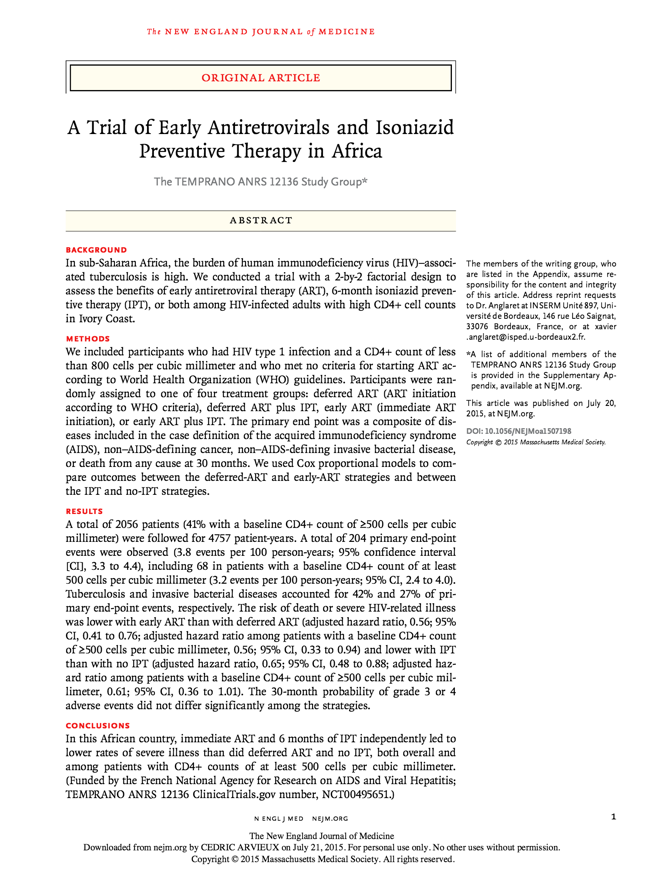 The NEW ENGLAND JOURNAL of MEDICINE
ORIGINAL ARTICLE
A Trial of Early Antiretrovirals and Isoniazid
Preventive Therapy in Africa
The TEMPRANO ANRS 12136 Study Group*
ABSTRACT
BACKGROUND
In sub-Saharan Africa, the burden of human immunodeficiency virus (HIV)–associ-
ated tuberculosis is high. We conducted a trial with a 2-by-2 factorial design to
assess the benefits of early antiretroviral therapy (ART), 6-month isoniazid preven-
tive therapy (IPT), or both among HIV-infected adults with high CD4+ cell counts
in Ivory Coast.
METHODS
We included participants who had HIV type 1 infection and a CD4+ count of less
than 800 cells per cubic millimeter and who met no criteria for starting ART ac-
cording to World Health Organization (WHO) guidelines. Participants were ran-
domly assigned to one of four treatment groups: deferred ART (ART initiation
according to WHO criteria), deferred ART plus IPT, early ART (immediate ART
initiation), or early ART plus IPT. The primary end point was a composite of dis-
eases included in the case definition of the acquired immunodeficiency syndrome
(AIDS), non–AIDS-defining cancer, non–AIDS-defining invasive bacterial disease,
or death from any cause at 30 months. We used Cox proportional models to com-
pare outcomes between the deferred-ART and early-ART strategies and between
the IPT and no-IPT strategies.
RESULTS
A total of 2056 patients (41% with a baseline CD4+ count of ≥500 cells per cubic
millimeter) were followed for 4757 patient-years. A total of 204 primary end-point
events were observed (3.8 events per 100 person-years; 95% confidence interval
[CI], 3.3 to 4.4), including 68 in patients with a baseline CD4+ count of at least
500 cells per cubic millimeter (3.2 events per 100 person-years; 95% CI, 2.4 to 4.0).
Tuberculosis and invasive bacterial diseases accounted for 42% and 27% of pri-
mary end-point events, respectively. The risk of death or severe HIV-related illness
was lower with early ART than with deferred ART (adjusted hazard ratio, 0.56; 95%
CI, 0.41 to 0.76; adjusted hazard ratio among patients with a baseline CD4+ count
of ≥500 cells per cubic millimeter, 0.56; 95% CI, 0.33 to 0.94) and lower with IPT
than with no IPT (adjusted hazard ratio, 0.65; 95% CI, 0.48 to 0.88; adjusted haz-
ard ratio among patients with a baseline CD4+ count of ≥500 cells per cubic mil-
limeter, 0.61; 95% CI, 0.36 to 1.01). The 30-month probability of grade 3 or 4
adverse events did not differ significantly among the strategies.
CONCLUSIONS
In this African country, immediate ART and 6 months of IPT independently led to
lower rates of severe illness than did deferred ART and no IPT, both overall and
among patients with CD4+ counts of at least 500 cells per cubic millimeter.
(Funded by the French National Agency for Research on AIDS and Viral Hepatitis;
TEMPRANO ANRS 12136 ClinicalTrials.gov number, NCT00495651.)
The members of the writing group, who
are listed in the Appendix, assume re-
sponsibility for the content and integrity
of this article. Address reprint requests
to Dr. Anglaret at INSERM Unité 897, Uni-
versité de Bordeaux, 146 rue Léo Saignat,
33076 Bordeaux, France, or at xavier
.anglaret@isped.u-bordeaux2.fr.
*A list of additional members of the
TEMPRANO ANRS 12136 Study Group
is provided in the Supplementary Ap-
pendix, available at NEJM.org.
This article was published on July 20,
2015, at NEJM.org.
DOI: 10.1056/NEJMoa1507198
Copyright © 2015 Massachusetts Medical Society.
N ENGL J MED NEJM.ORG
1
The New England Journal of Medicine
Downloaded from nejm.org by CEDRIC ARVIEUX on July 21, 2015. For personal use only. No other uses without permission.
Copyright © 2015 Massachusetts Medical Society. All rights reserved.